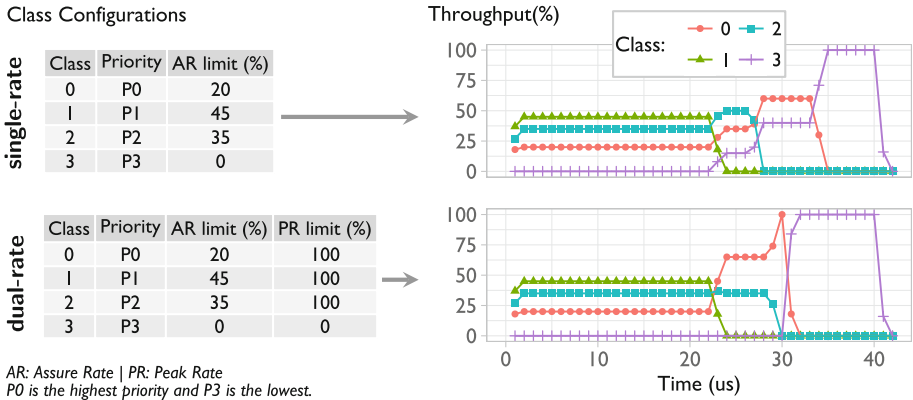 Class Configurations
single-rate
Class Priority AR limit (%)
0 P0 20
1 P1 45
2 P2 35
3 P3 0
dual-rate
Class Priority AR limit (%) PR limit (%)
0 P0 20 100
1 P1 45 100
2 P2 35 100
3 P3 0 0
AR: Assure Rate | PR: Peak Rate
P0 is the highest priority and P3 is the lowest.
Throughput(%)
Class: 0 2
1 3
100
75
50
25
0
100
75
50
25
0
0 10 20 30 40
Time (us)